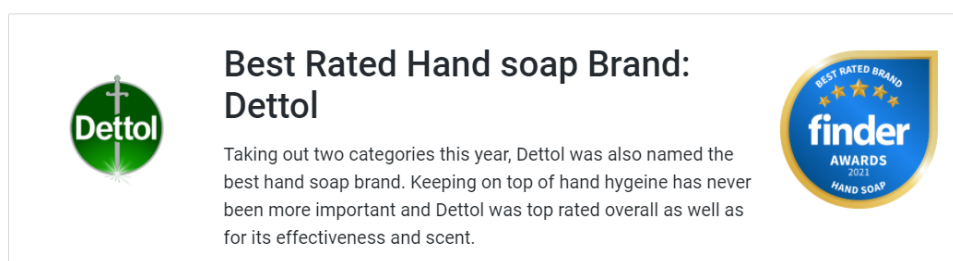 Best Rated Hand soap Brand:
Dettol
Dettol
Taking out two categories this year, Dettol was also named the
best hand soap brand. Keeping on top of hand hygeine has never
been more important and Dettol was top rated overall as well as
for its effectiveness and scent.
BEST RATED BRAND
finder
AWARDS
2021
HAND SOAP